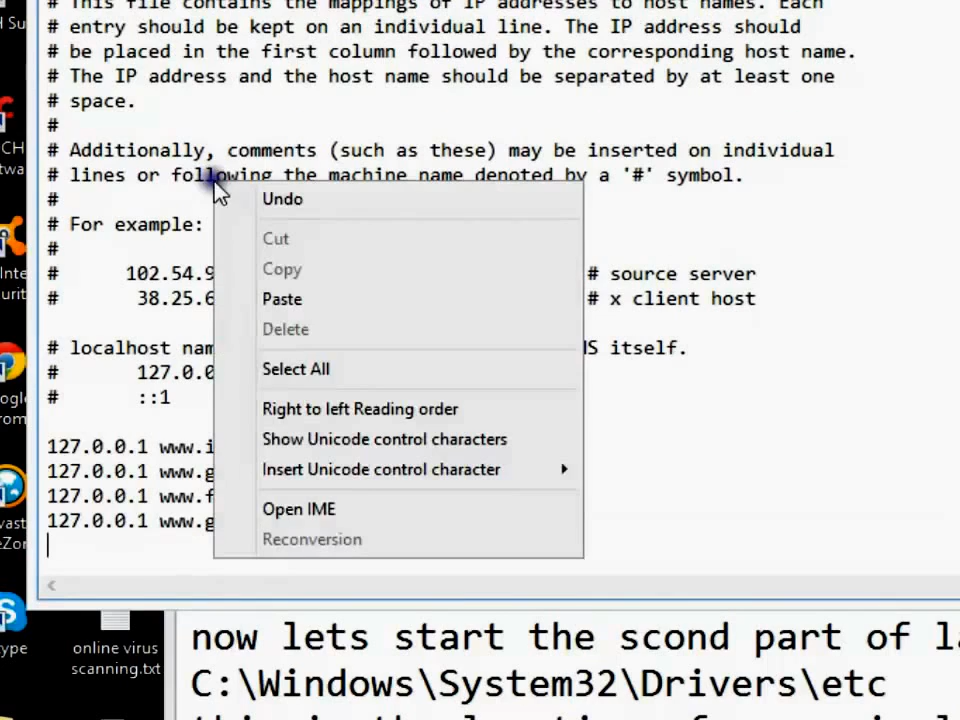 # This file contains the mappings of IP addresses to host names. Each
# entry should be kept on an individual line. The IP address should
# be placed in the first column followed by the corresponding host name.
# The IP address and the host name should be separated by at least one
# space.
#
# Additionally, comments (such as these) may be inserted on individual
# lines or following the machine name denoted by a '#' symbol.
#
# For example:
#
# 102.54.9 # source server
# 38.25.6 # x client host
# localhost nam S itself.
# 127.0.0
# ::1
127.0.0.1 www.i
127.0.0.1 www.g
127.0.0.1 www.f
127.0.0.1 www.g
Undo
Cut
Copy
Paste
Delete
Select All
Right to left Reading order
Show Unicode control characters
Insert Unicode control character
Open IME
Reconversion
online virus
scanning.txt
now lets start the scond part of la
C:\Windows\System32\Drivers\etc